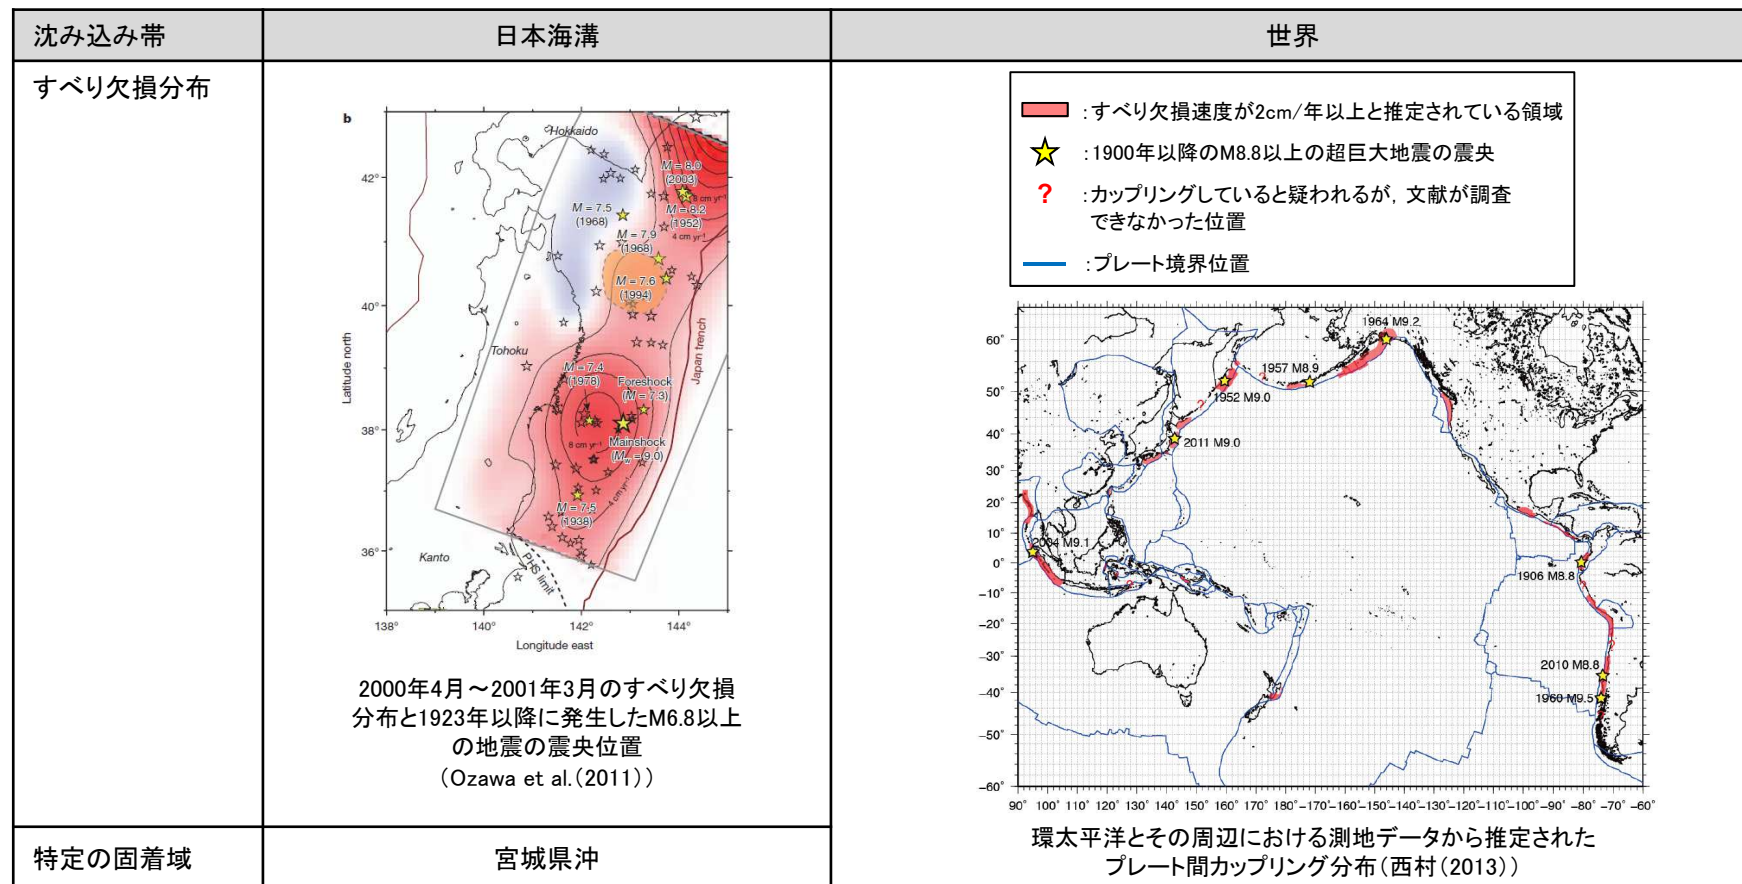 沈み込み帯
日本海溝
世界
すべり欠損分布
b
Hokkaido
M = 8.0
(2003)
8 cm yr⁻¹
M = 8.2
(1952)
4 cm yr⁻¹
M = 7.5
(1968)
M = 7.9
(1968)
M = 7.6
(1994)
Japan trench
Tohoku
M = 7.4
(1978)
Foreshock
(M = 7.3)
8 cm yr⁻¹
Mainshock
(Mw = 9.0)
4 cm yr⁻¹
M = 7.5
(1938)
Kanto
PHS limit
Latitude north
42°
40°
38°
36°
138°
140°
142°
144°
Longitude east
2000年4月～2001年3月のすべり欠損
分布と1923年以降に発生したM6.8以上
の地震の震央位置
（Ozawa et al.（2011））
:すべり欠損速度が2cm/年以上と推定されている領域
:1900年以降のM8.8以上の超巨大地震の震央
?
:カップリングしていると疑われるが，文献が調査
できなかった位置
:プレート境界位置
1964 M9.2
1957 M8.9
1952 M9.0
2011 M9.0
2004 M9.1
1906 M8.8
2010 M8.8
1960 M9.5
60°
50°
40°
30°
20°
10°
0°
−10°
−20°
−30°
−40°
−50°
−60°
90° 100° 110° 120° 130° 140° 150° 160° 170° 180° −170° −160° −150° −140° −130° −120° −110° −100° −90° −80° −70° −60°
環太平洋とその周辺における測地データから推定された
プレート間カップリング分布（西村（2013））
特定の固着域
宮城県沖